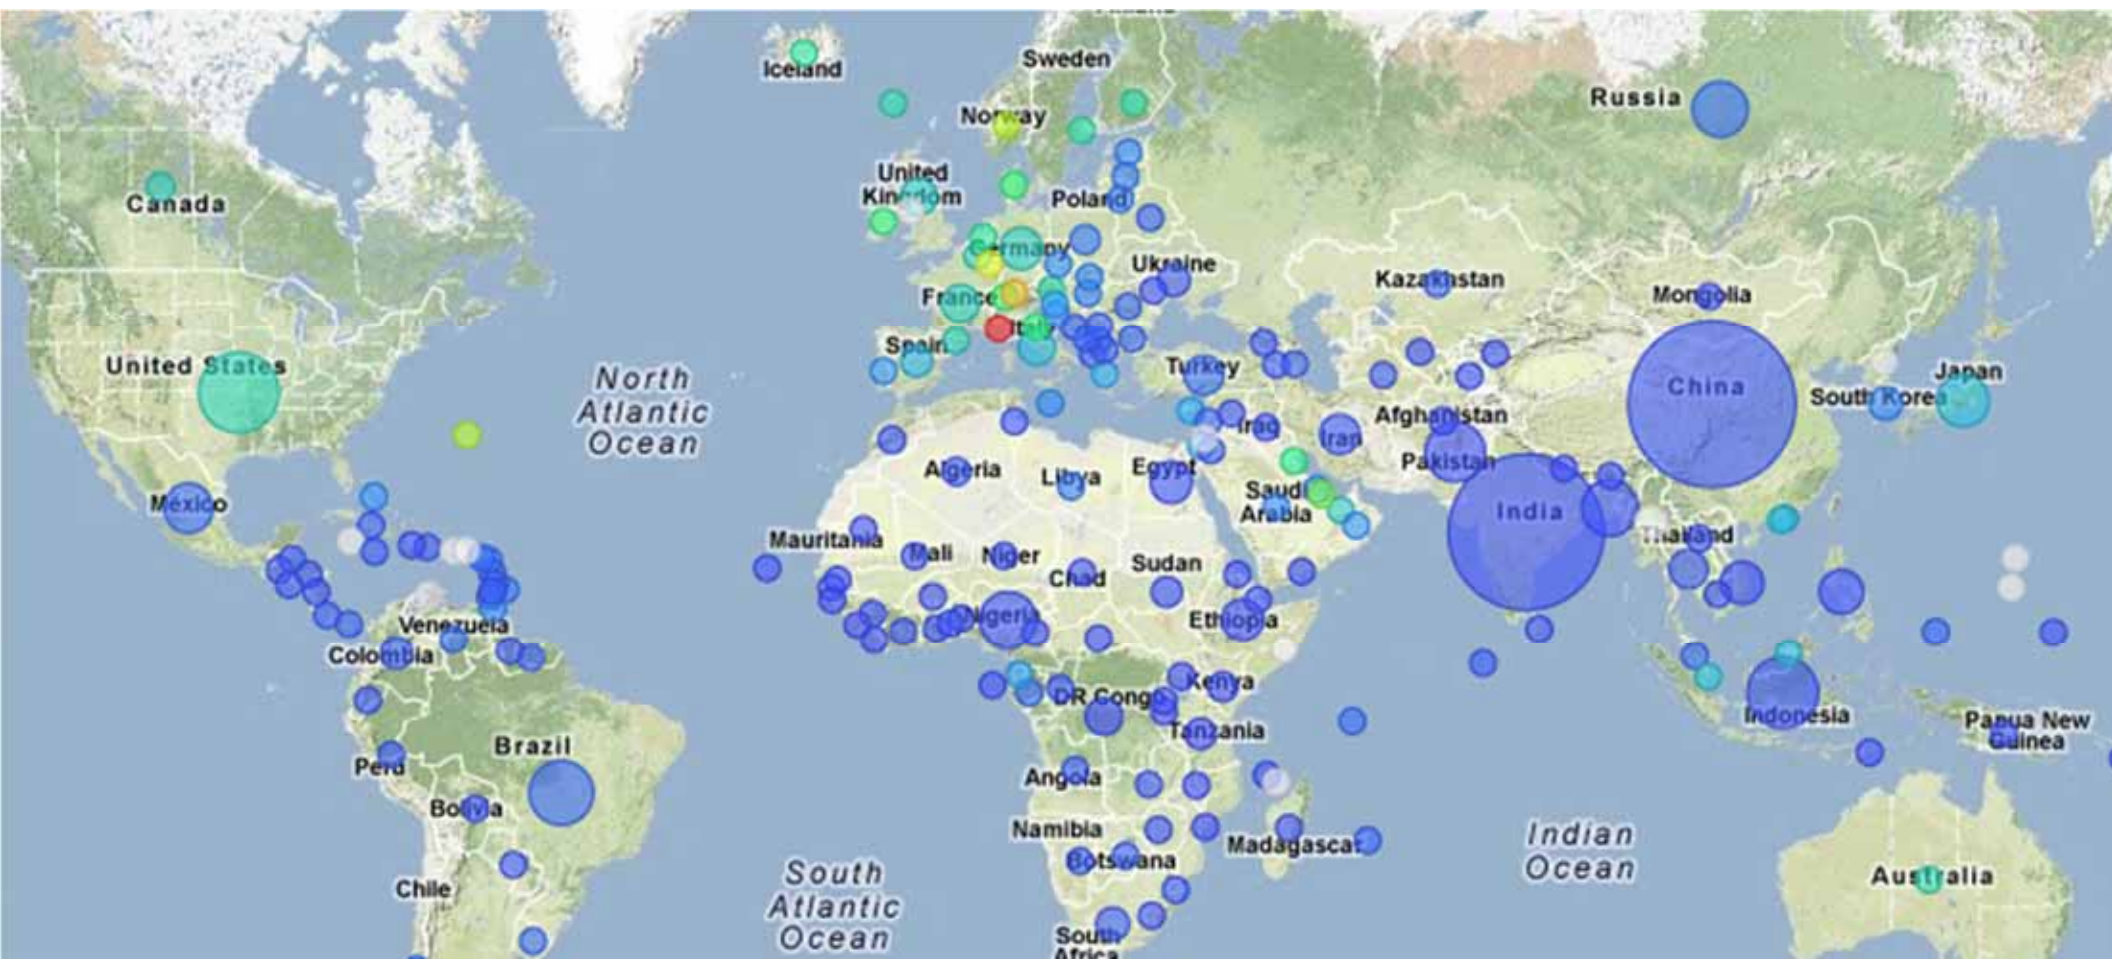 Iceland
Sweden
Norway
Russia
United
Kingdom
Canada
Poland
Germany
Ukraine
Kazakhstan
Mongolia
France
Italy
Spain
United States
Turkey
China
Japan
South Korea
North
Atlantic
Ocean
Afghanistan
Iraq
Iran
Pakistan
Algeria
Libya
Egypt
México
Saudi
Arabia
India
Thailand
Mauritania
Mali
Niger
Chad
Sudan
Nigeria
Ethiopia
Venezuela
Colombia
Kenya
DR Congo
Tanzania
Indonesia
Papua New
Guinea
Brazil
Peru
Angola
Bolivia
Namibia
Botswana
Madagascar
Indian
Ocean
South
Atlantic
Ocean
Chile
Australia
South
Africa